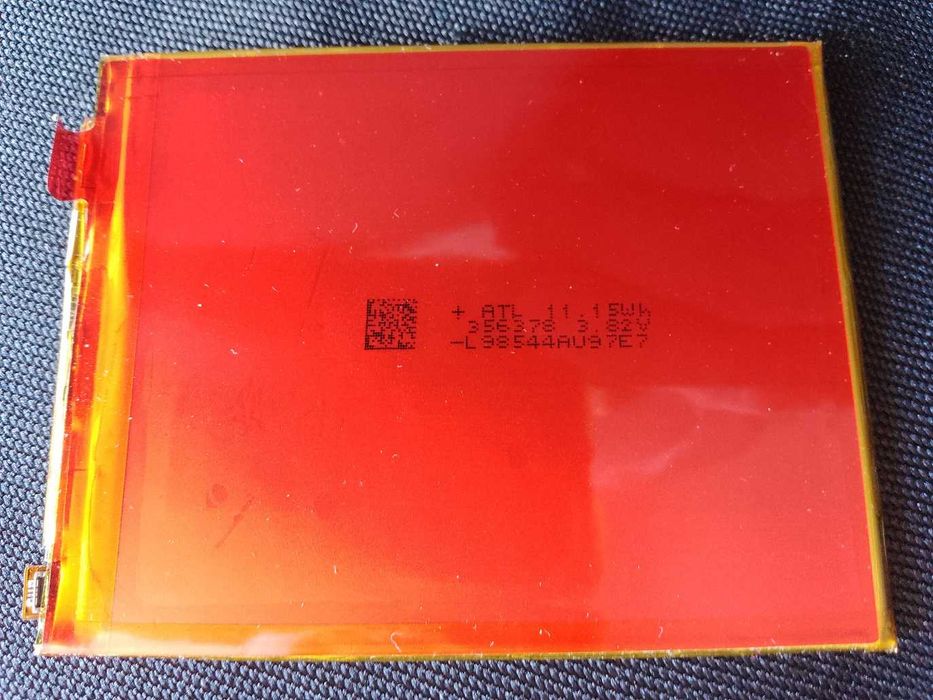 + ATL 11.15Wh
356378 3.82V
-L98544AU97E7